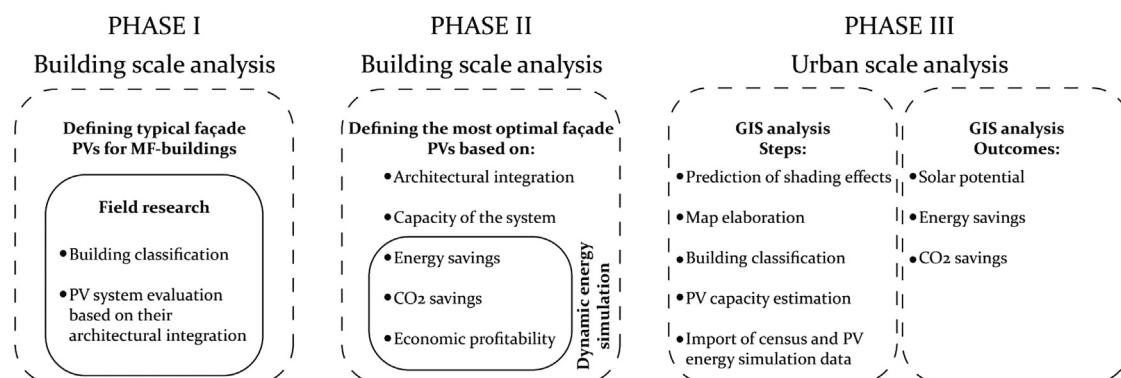 PHASE I
Building scale analysis
Defining typical façade
PVs for MF-buildings
Field research
•Building classification
•PV system evaluation
based on their
architectural integration
PHASE II
Building scale analysis
Defining the most optimal façade
PVs based on:
•Architectural integration
•Capacity of the system
•Energy savings
•CO2 savings
•Economic profitability
Dynamic energy
simulation
PHASE III
Urban scale analysis
GIS analysis
Steps:
•Prediction of shading effects
•Map elaboration
•Building classification
•PV capacity estimation
•Import of census and PV
energy simulation data
GIS analysis
Outcomes:
•Solar potential
•Energy savings
•CO2 savings